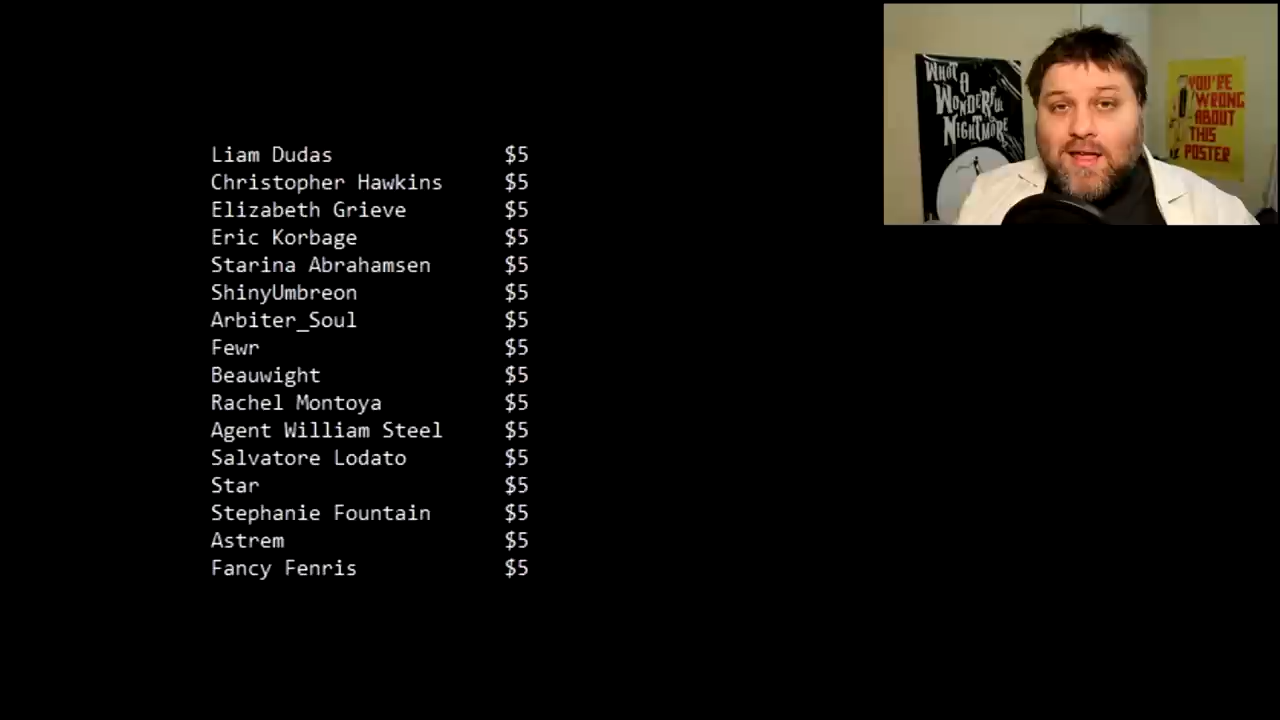 Liam Dudas $5
Christopher Hawkins $5
Elizabeth Grieve $5
Eric Korbage $5
Starina Abrahamsen $5
ShinyUmbreon $5
Arbiter_Soul $5
Fewr $5
Beauwight $5
Rachel Montoya $5
Agent William Steel $5
Salvatore Lodato $5
Star $5
Stephanie Fountain $5
Astrem $5
Fancy Fenris $5
WHAT
A
WONDERFUL
NIGHTMARE
YOU'RE
WRONG
ABOUT
THIS
POSTER